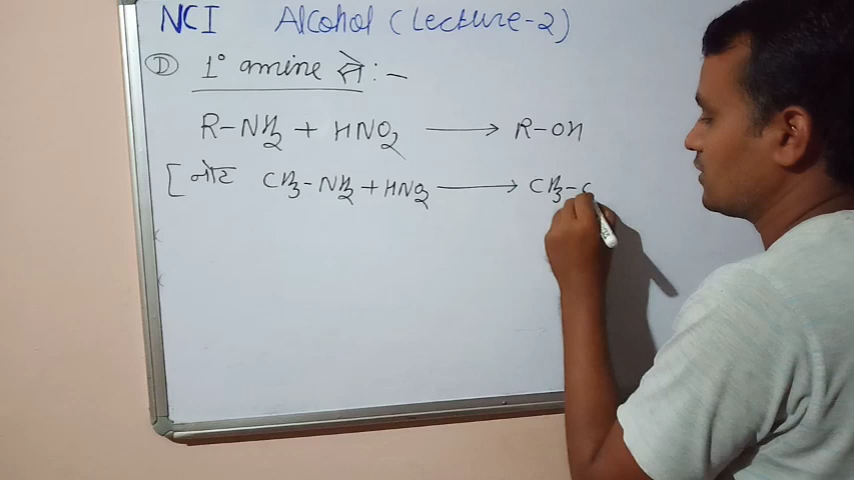 NCI Alcohol (Lecture-2)
D 1° amine से :-
R-NH2 + HNO2 → R-OH
[ नोट CH3-NH2 + HNO2 → CH3-